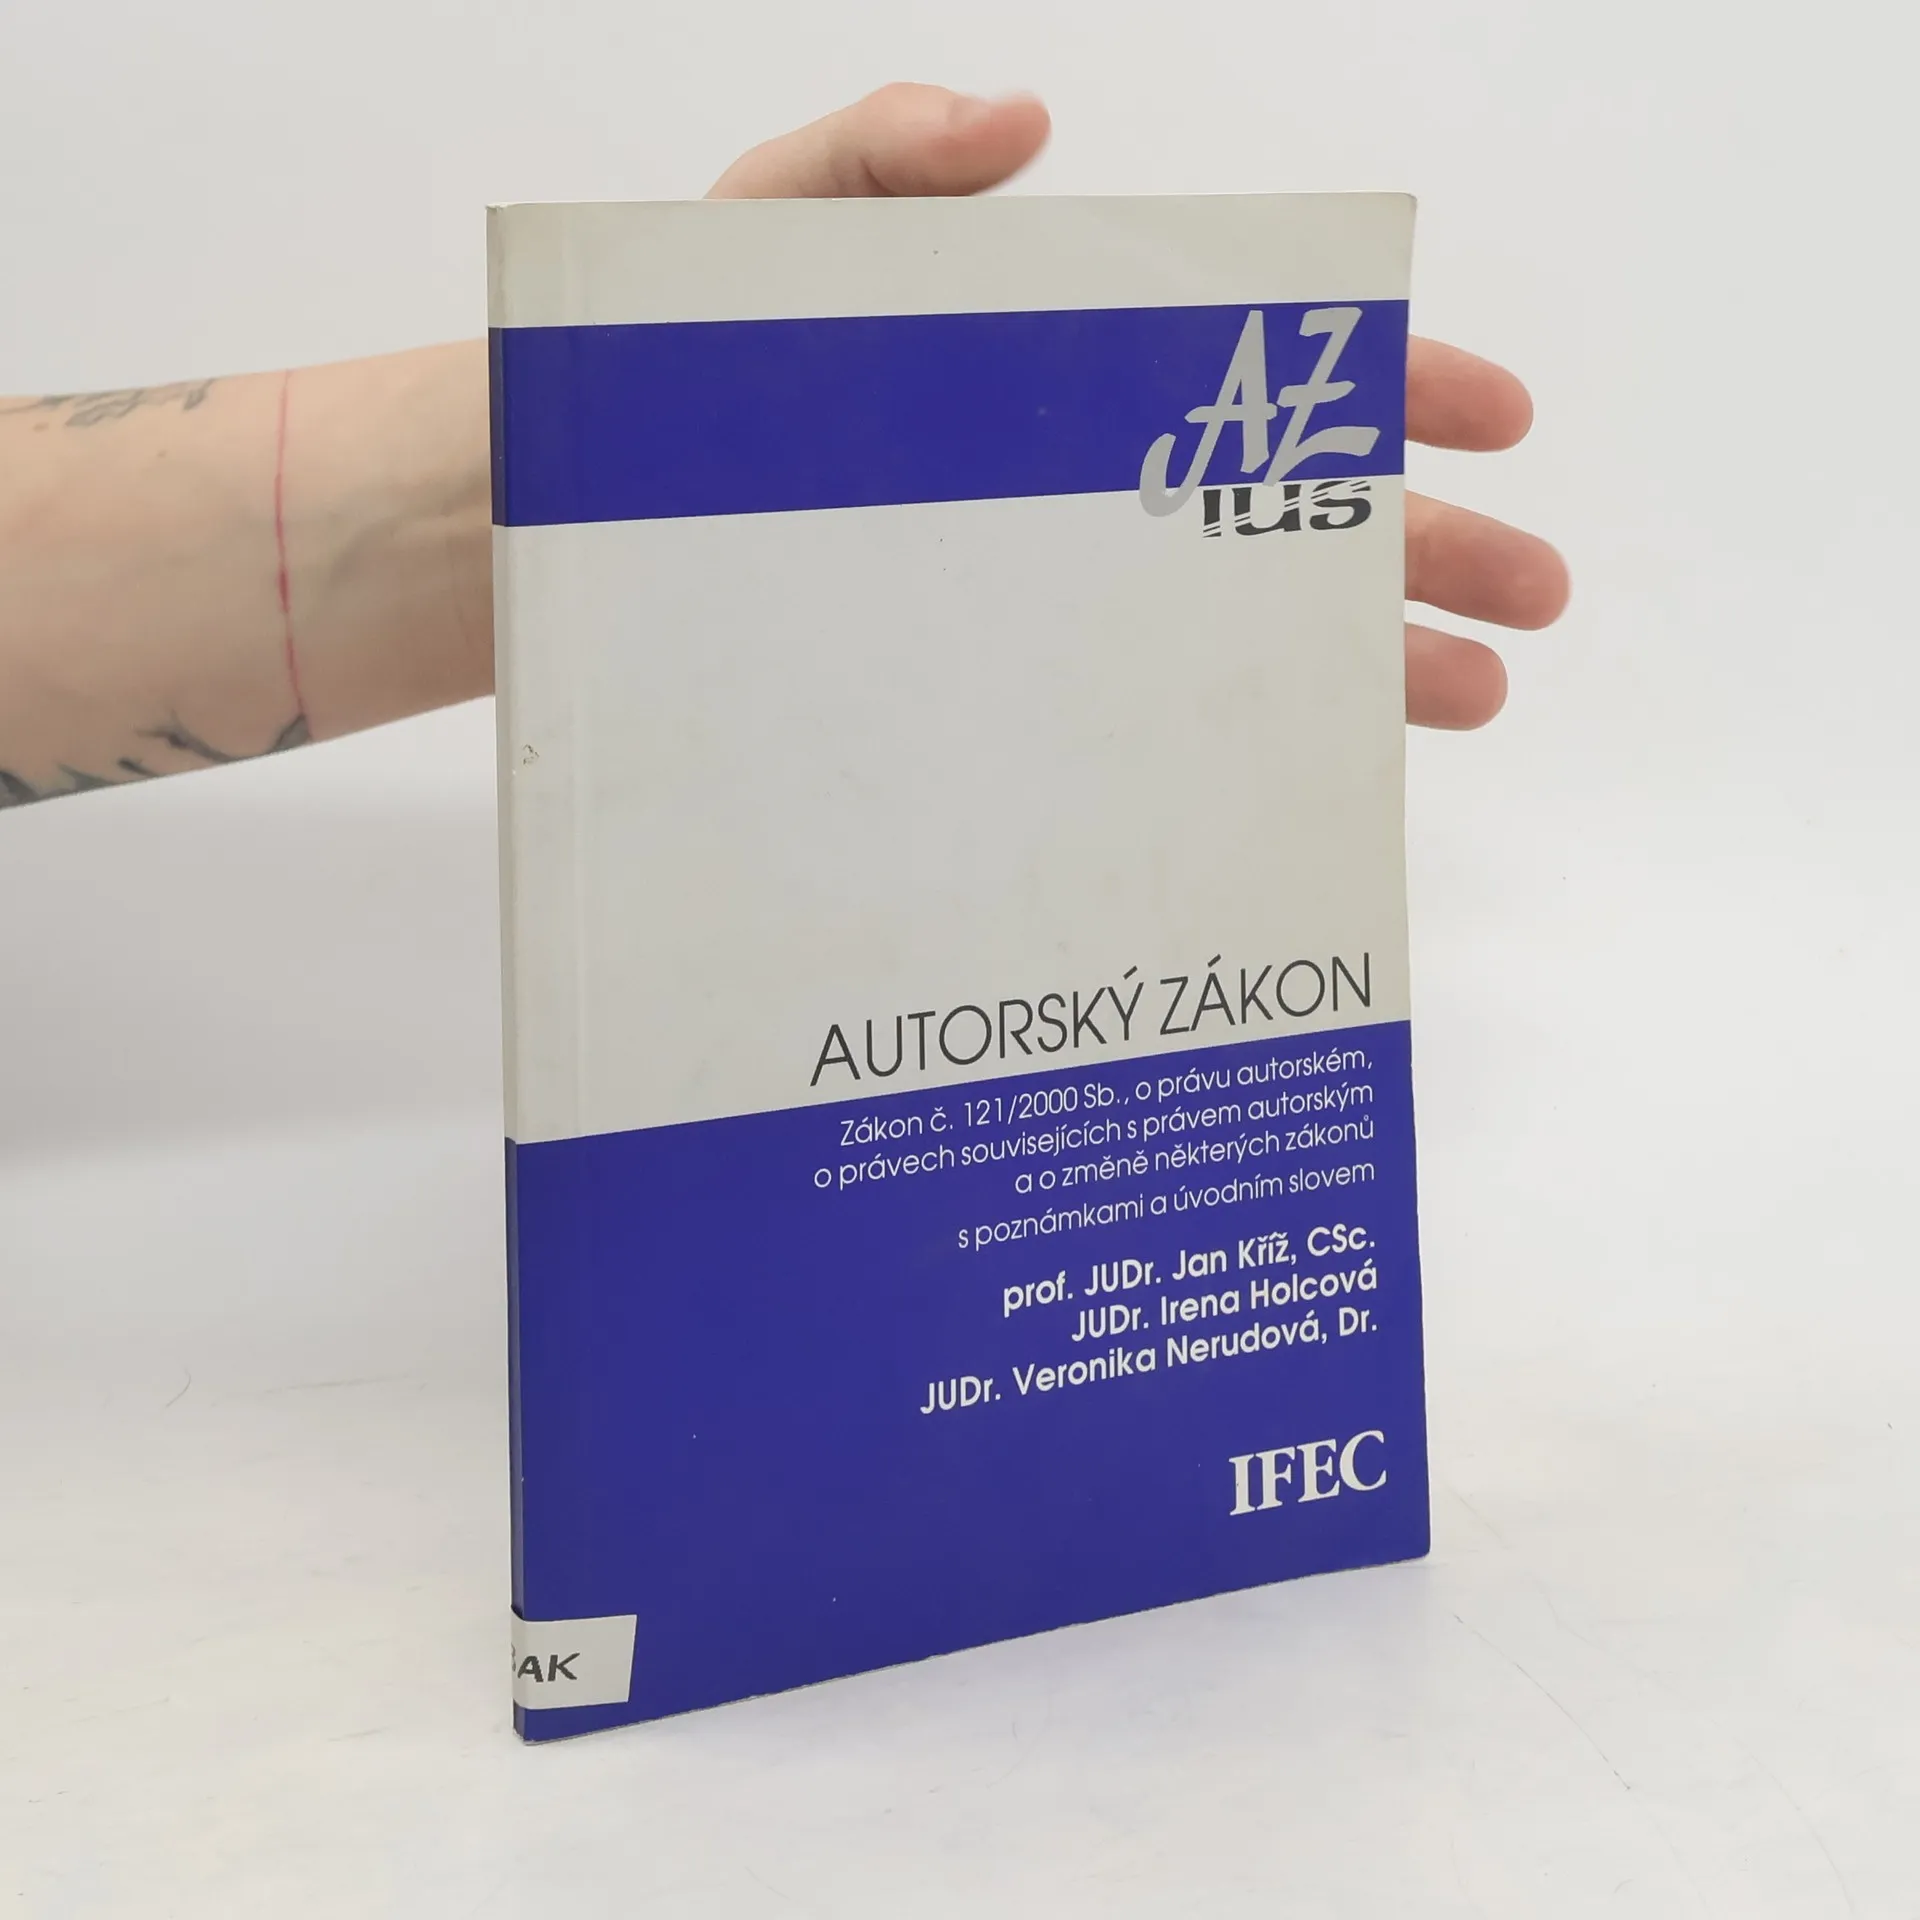 AZ
ius
AUTORSKÝ ZÁKON
Zákon č. 121/2000 Sb., o právu autorském,
o právech souvisejících s právem autorským
a o změně některých zákonů
s poznámkami a úvodním slovem
prof. JUDr. Jan Kříž, CSc.
JUDr. Irena Holcová
JUDr. Veronika Nerudová, Dr.
IFEC